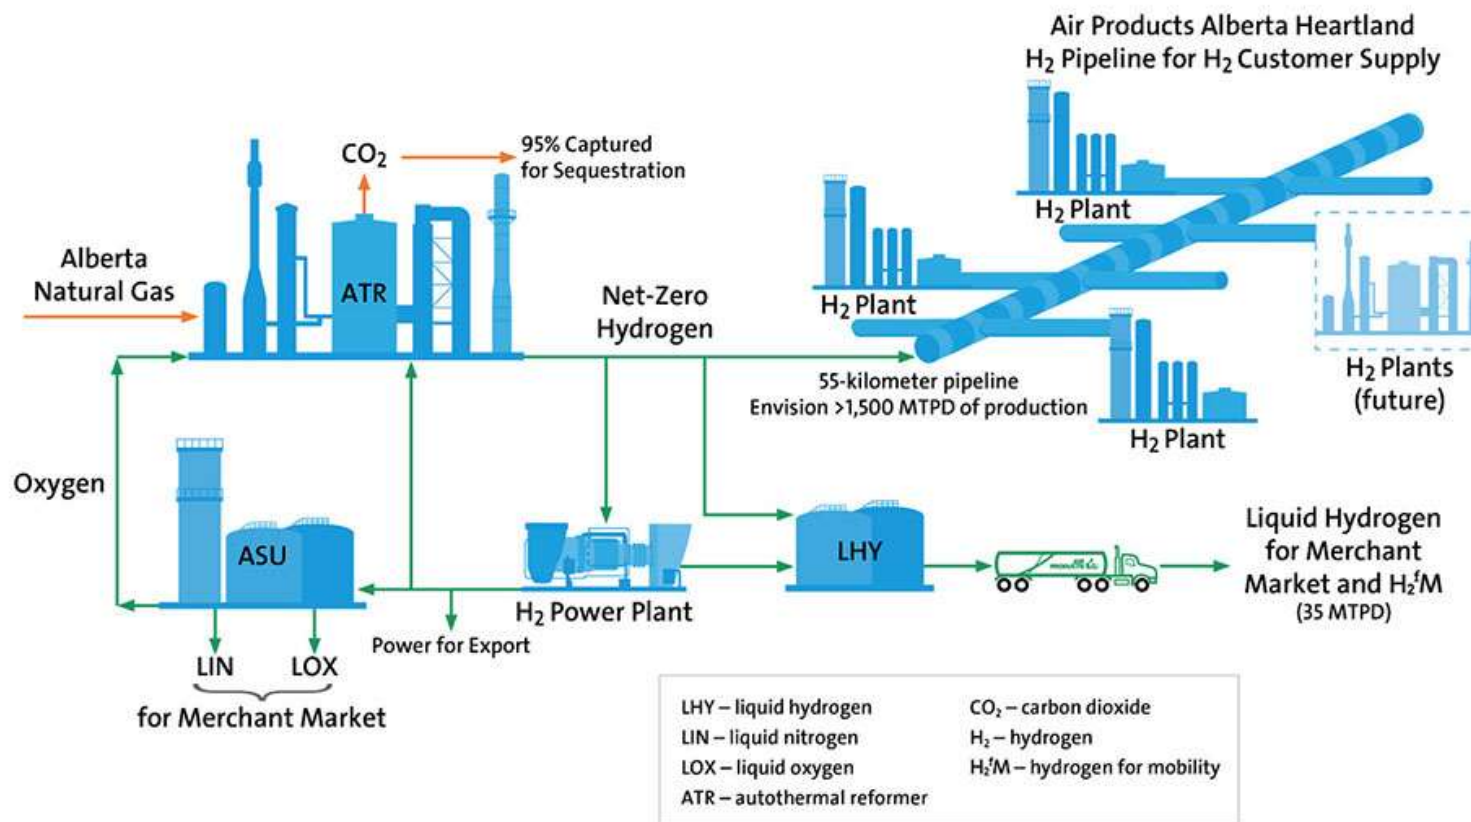 Air Products Alberta Heartland
H₂ Pipeline for H₂ Customer Supply
CO₂
95% Captured
for Sequestration
H₂ Plant
Alberta
Natural Gas
ATR
Net-Zero
Hydrogen
H₂ Plant
55-kilometer pipeline
Envision >1,500 MTPD of production
H₂ Plants
(future)
H₂ Plant
Oxygen
ASU
H₂ Power Plant
LHY
Liquid Hydrogen
for Merchant
Market and H₂ᶠM
(35 MTPD)
Power for Export
LIN
LOX
for Merchant Market
LHY – liquid hydrogen
LIN – liquid nitrogen
LOX – liquid oxygen
ATR – autothermal reformer
CO₂ – carbon dioxide
H₂ – hydrogen
H₂ᶠM – hydrogen for mobility